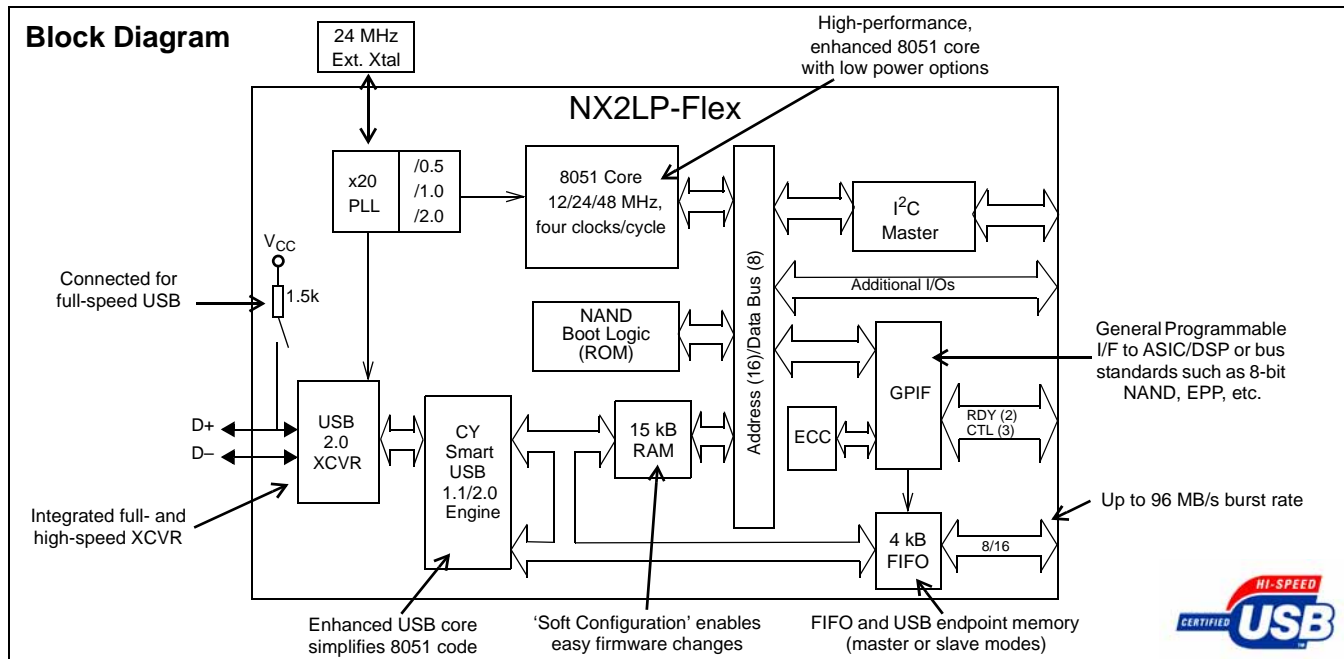 Block Diagram
24 MHz
Ext. Xtal
High-performance,
enhanced 8051 core
with low power options
NX2LP-Flex
x20
PLL
/0.5
/1.0
/2.0
8051 Core
12/24/48 MHz,
four clocks/cycle
I²C
Master
VCC
1.5k
Connected for
full-speed USB
Additional I/Os
Address (16)/Data Bus (8)
NAND
Boot Logic
(ROM)
General Programmable
I/F to ASIC/DSP or bus
standards such as 8-bit
NAND, EPP, etc.
GPIF
RDY (2)
CTL (3)
ECC
D+
D–
USB
2.0
XCVR
CY
Smart
USB
1.1/2.0
Engine
15 kB
RAM
Integrated full- and
high-speed XCVR
4 kB
FIFO
8/16
Up to 96 MB/s burst rate
Enhanced USB core
simplifies 8051 code
‘Soft Configuration’ enables
easy firmware changes
FIFO and USB endpoint memory
(master or slave modes)
HI-SPEED
CERTIFIED
USB
TM